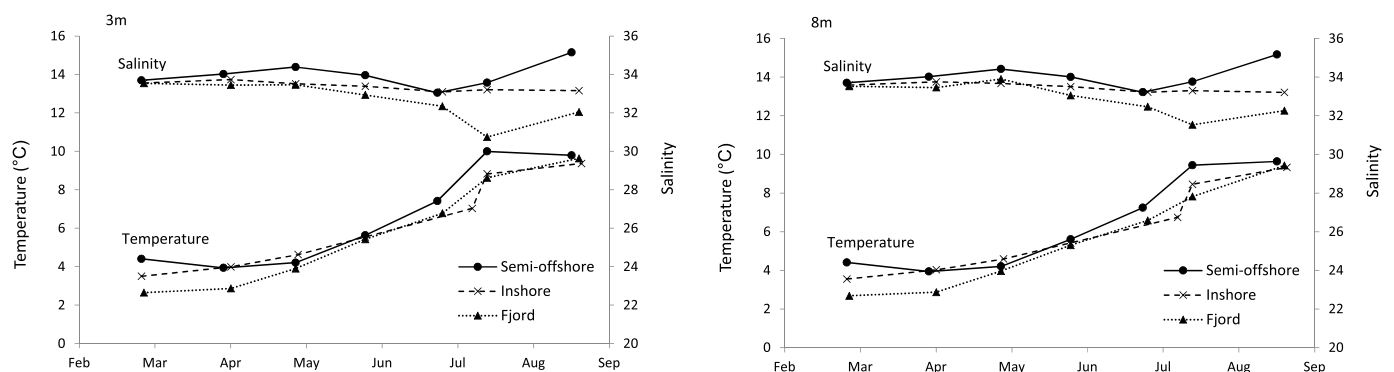 3m
16
14
12
10
8
6
4
2
0
Temperature (°C)
Salinity
Temperature
Semi-offshore
Inshore
Fjord
36
34
32
30
28
26
24
22
20
Salinity
Feb Mar Apr May Jun Jul Aug Sep
8m
16
14
12
10
8
6
4
2
0
Temperature (°C)
Salinity
Temperature
Semi-offshore
Inshore
Fjord
36
34
32
30
28
26
24
22
20
Salinity
Feb Mar Apr May Jun Jul Aug Sep